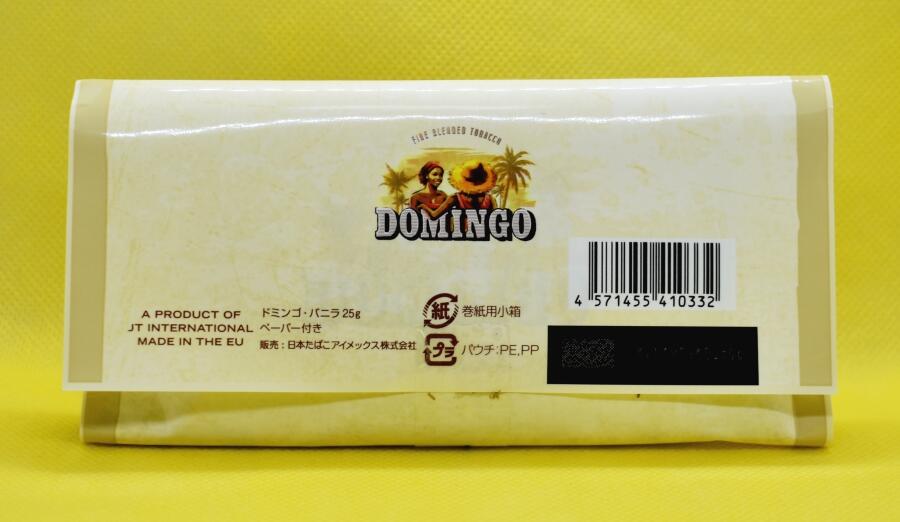 FINE BLENDED TOBACCO
DOMINGO
4 571455 410332
A PRODUCT OF
JT INTERNATIONAL
MADE IN THE EU
ドミンゴ・バニラ 25g
ペーパー付き
販売：日本たばこアイメックス株式会社
紙 巻紙用小箱
プラ パウチ:PE,PP